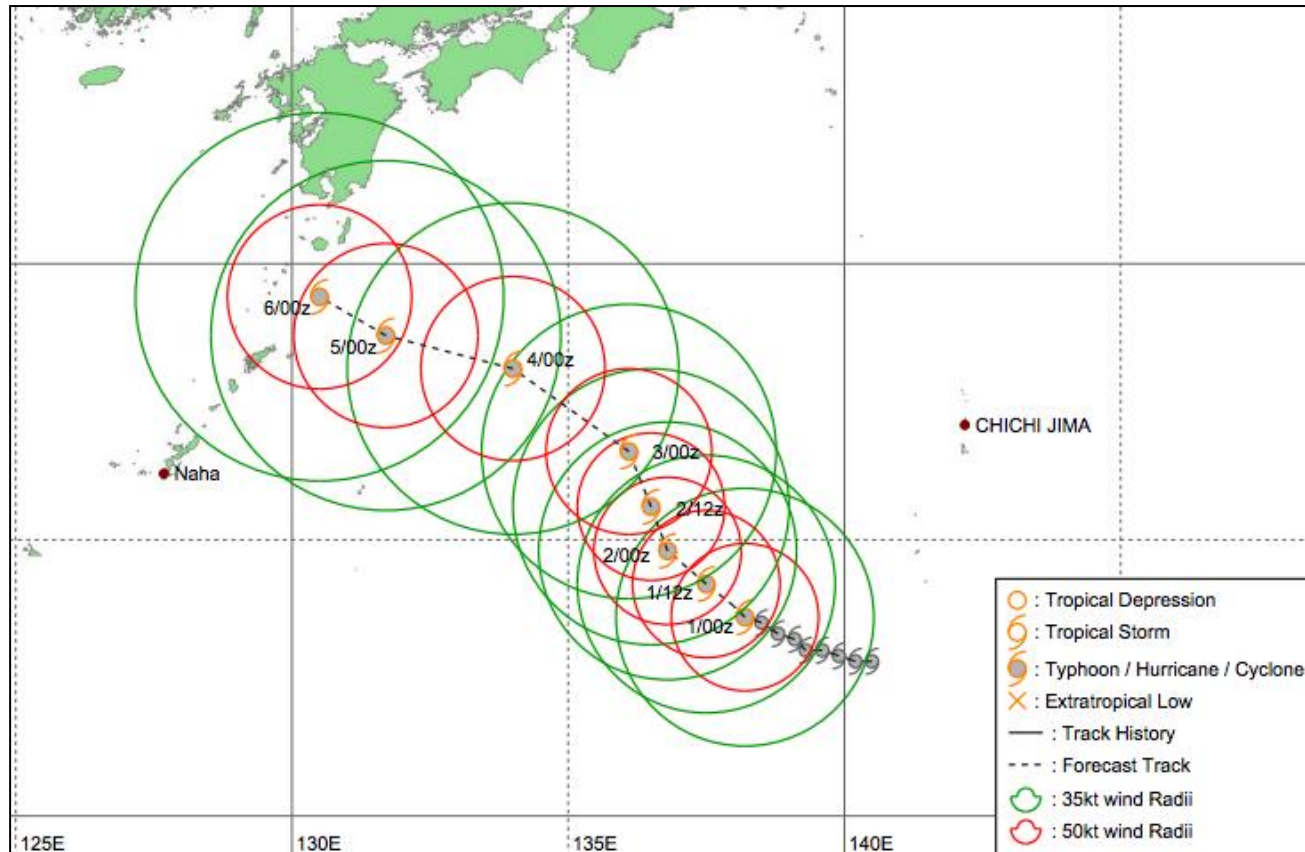 6/00z
5/00z
4/00z
CHICHI JIMA
3/00z
Naha
2/12z
2/00z
1/12z
1/00z
: Tropical Depression
: Tropical Storm
: Typhoon / Hurricane / Cyclone
: Extratropical Low
: Track History
: Forecast Track
: 35kt wind Radii
: 50kt wind Radii
125E 130E 135E 140E